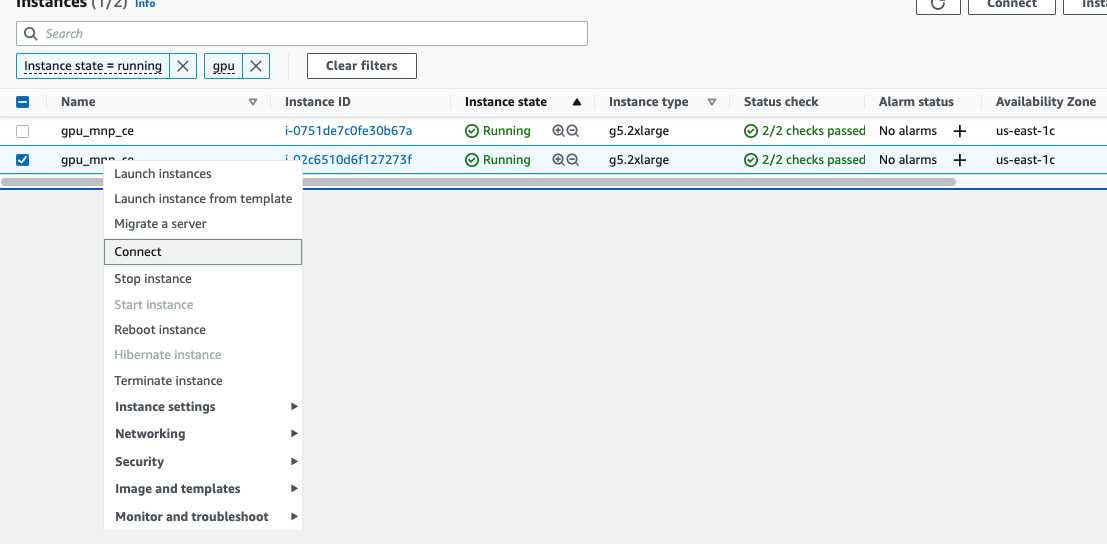 Instances (1/2) Info
Connect
Search
Instance state = running
gpu
Clear filters
Name Instance ID Instance state Instance type Status check Alarm status Availability Zone
gpu_mnp_ce i-0751de7c0fe30b67a Running g5.2xlarge 2/2 checks passed No alarms + us-east-1c
gpu_mnp_ce i-02c6510d6f127273f Running g5.2xlarge 2/2 checks passed No alarms + us-east-1c
Launch instances
Launch instance from template
Migrate a server
Connect
Stop instance
Start instance
Reboot instance
Hibernate instance
Terminate instance
Instance settings
Networking
Security
Image and templates
Monitor and troubleshoot